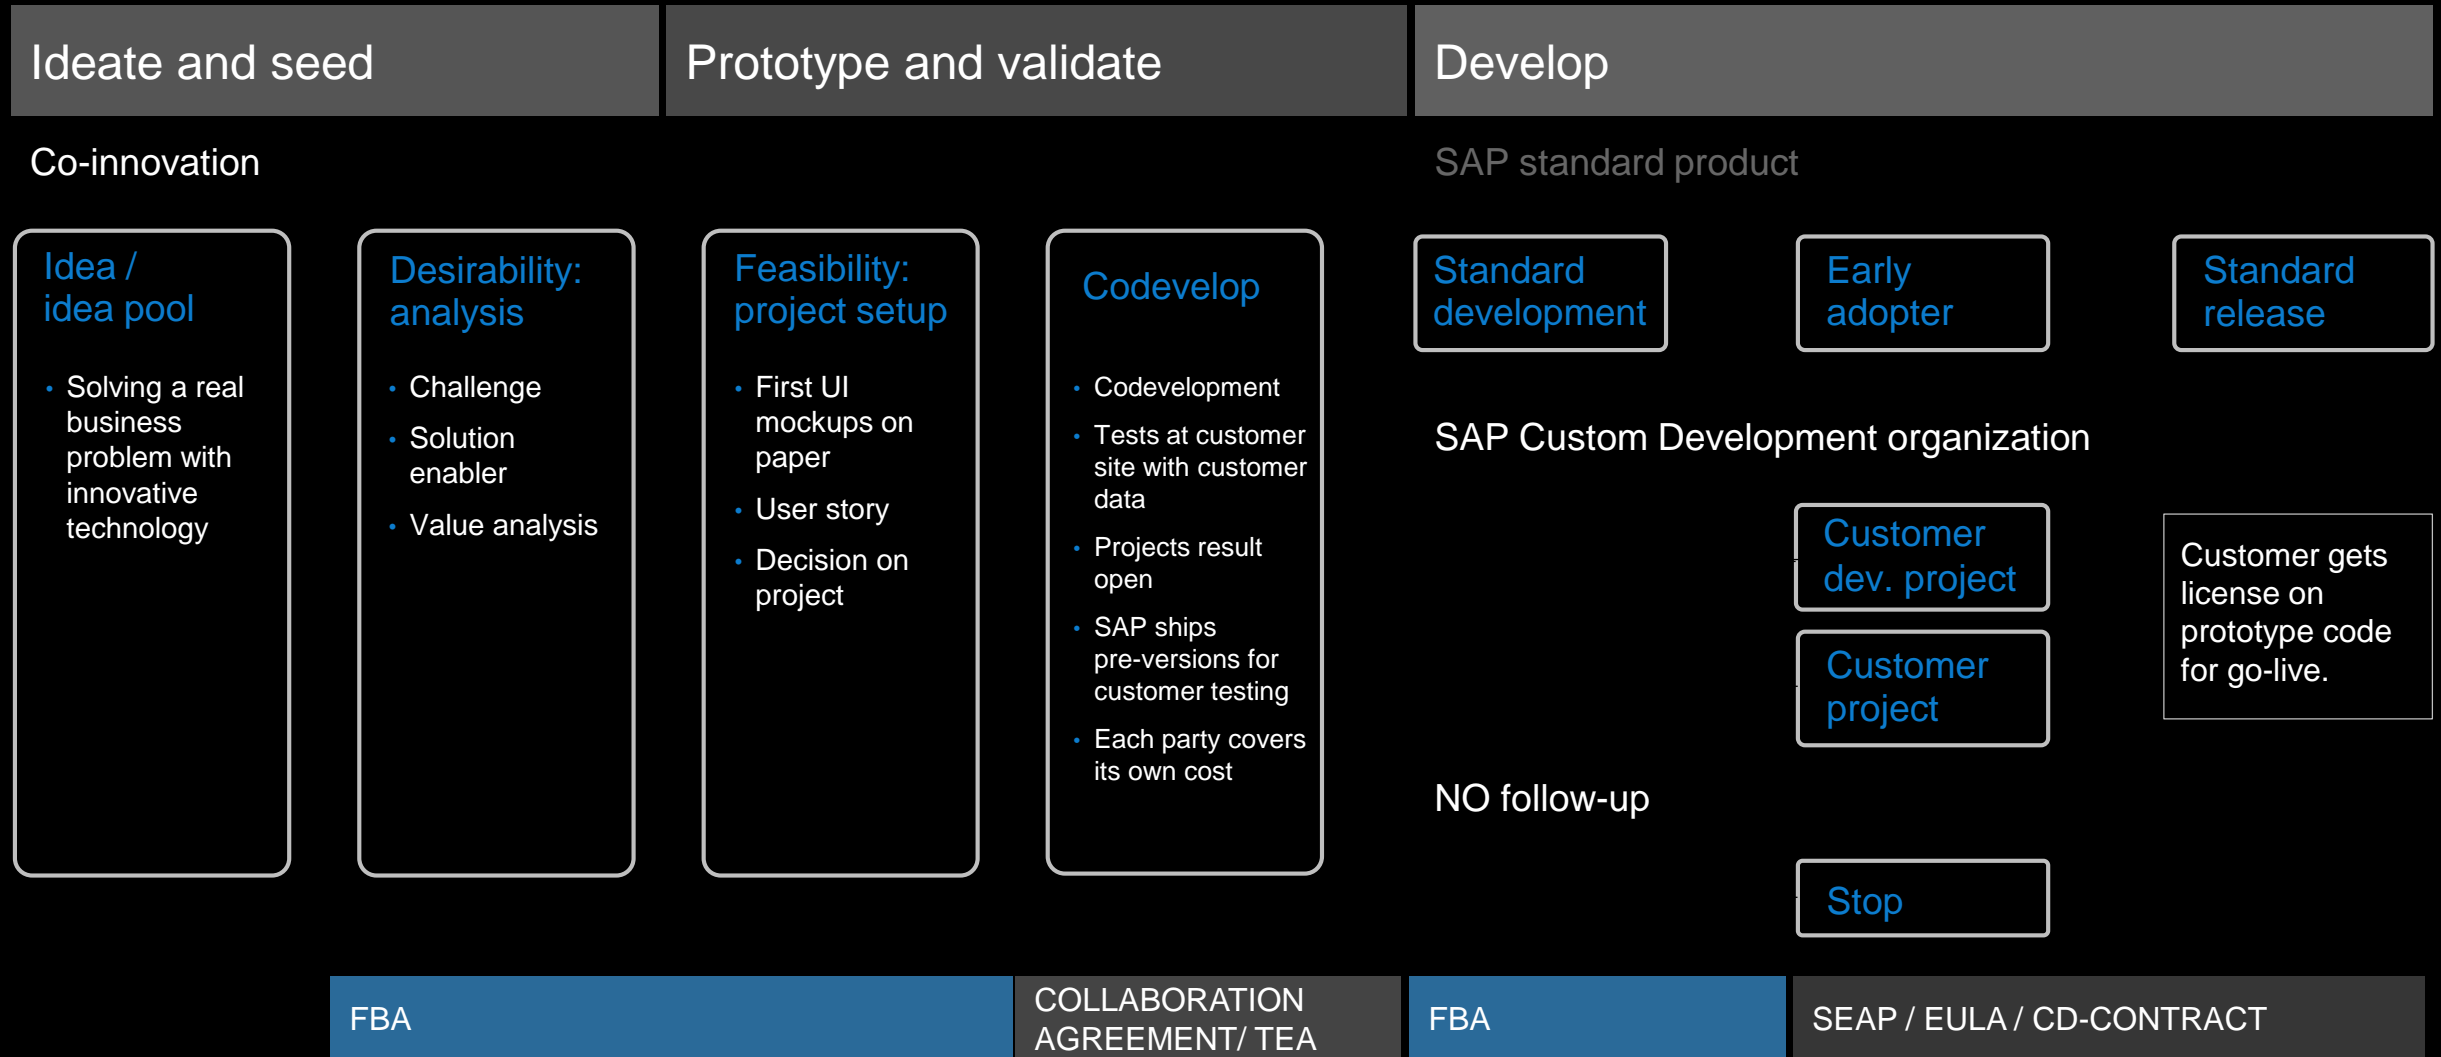 Ideate and seed
Prototype and validate
Develop
Co-innovation
SAP standard product
Idea /
idea pool
• Solving a real
business
problem with
innovative
technology
Desirability:
analysis
• Challenge
• Solution
enabler
• Value analysis
Feasibility:
project setup
• First UI
mockups on
paper
• User story
• Decision on
project
Codevelop
• Codevelopment
• Tests at customer
site with customer
data
• Projects result
open
• SAP ships
pre-versions for
customer testing
• Each party covers
its own cost
Standard
development
Early
adopter
Standard
release
SAP Custom Development organization
Customer
dev. project
Customer
project
Customer gets
license on
prototype code
for go-live.
NO follow-up
Stop
FBA
COLLABORATION
AGREEMENT/ TEA
FBA
SEAP / EULA / CD-CONTRACT